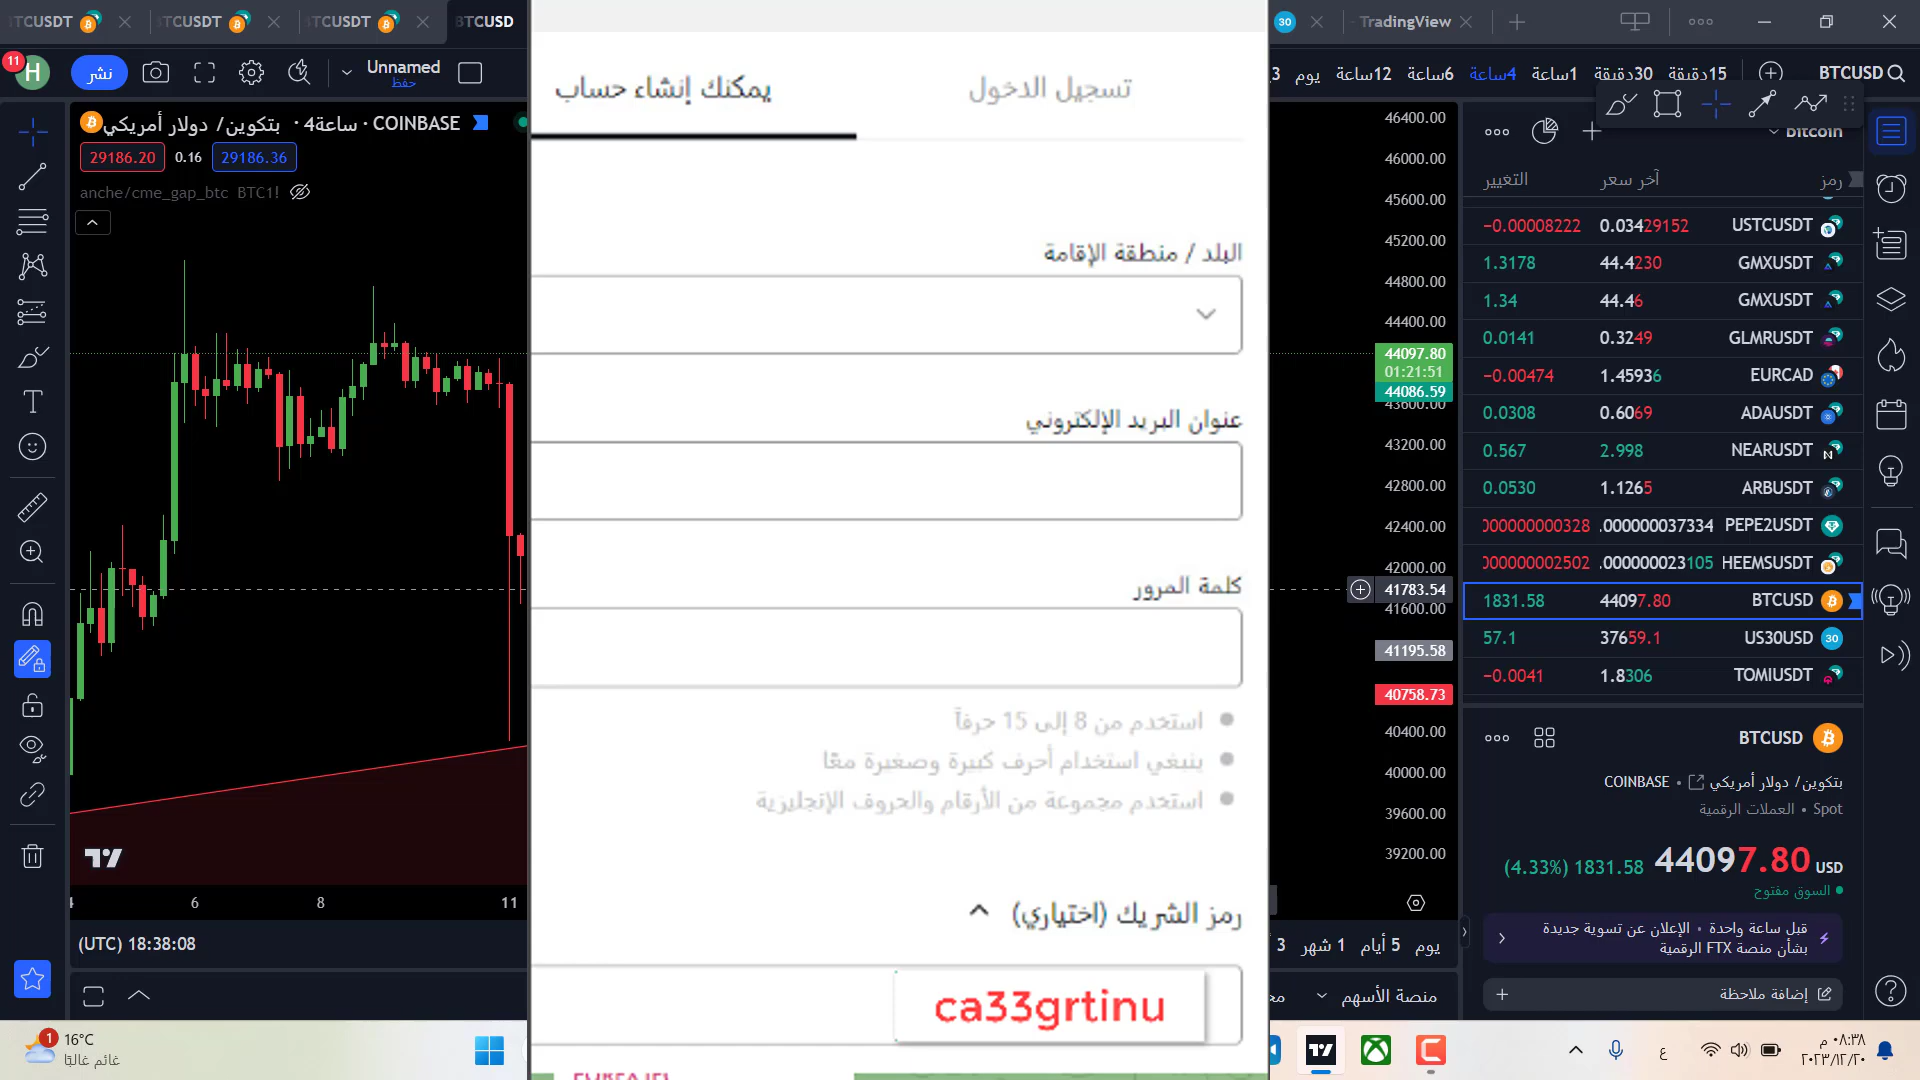 TCUSDT
TCUSDT
TCUSDT
BTCUSD
30
TradingView
11
H
نشر
Unnamed
حفظ
3 يوم 12ساعة 6ساعة 4ساعة 1ساعة 30دقيقة 15دقيقة
BTCUSD
بتكوين/ دولار أمريكي · 4ساعة · COINBASE
29186.20 0.16 29186.36
anche/cme_gap_btc BTC1!
يمكنك إنشاء حساب
تسجيل الدخول
البلد / منطقة الإقامة
عنوان البريد الإلكتروني
كلمة المرور
استخدم من 8 إلى 15 حرفاً
ينبغي استخدام أحرف كبيرة وصغيرة معًا
استخدم مجموعة من الأرقام والحروف الإنجليزية
رمز الشريك (اختياري)
ca33grtinu
46400.00
46000.00
45600.00
45200.00
44800.00
44400.00
44097.80
01:21:51
44086.59
43600.00
43200.00
42800.00
42400.00
42000.00
41783.54
41600.00
41195.58
40758.73
40400.00
40000.00
39600.00
39200.00
bitcoin
رمز آخر سعر التغيير
USTCUSDT 0.03429152 −0.00008222
GMXUSDT 44.4230 1.3178
GMXUSDT 44.46 1.34
GLMRUSDT 0.3249 0.0141
EURCAD 1.45936 −0.00474
ADAUSDT 0.6069 0.0308
NEARUSDT 2.998 0.567
ARBUSDT 1.1265 0.0530
PEPE2USDT .000000037334 000000000328
HEEMSUSDT .000000023105 000000002502
BTCUSD 44097.80 1831.58
US30USD 37659.1 57.1
TOMIUSDT 1.8306 −0.0041
BTCUSD
بتكوين/ دولار أمريكي • COINBASE
Spot • العملات الرقمية
44097.80 USD 1831.58 (4.33%)
السوق مفتوح
قبل ساعة واحدة • الإعلان عن تسوية جديدة
بشأن منصة FTX الرقمية
إضافة ملاحظة
6 8 11
(UTC) 18:38:08
يوم 5 أيام 1 شهر 3
منصة الأسهم
1
16°C
غائم غالبًا
ع
٠٨:٣٨ م
٢٠٢٣/١٢/٢٠